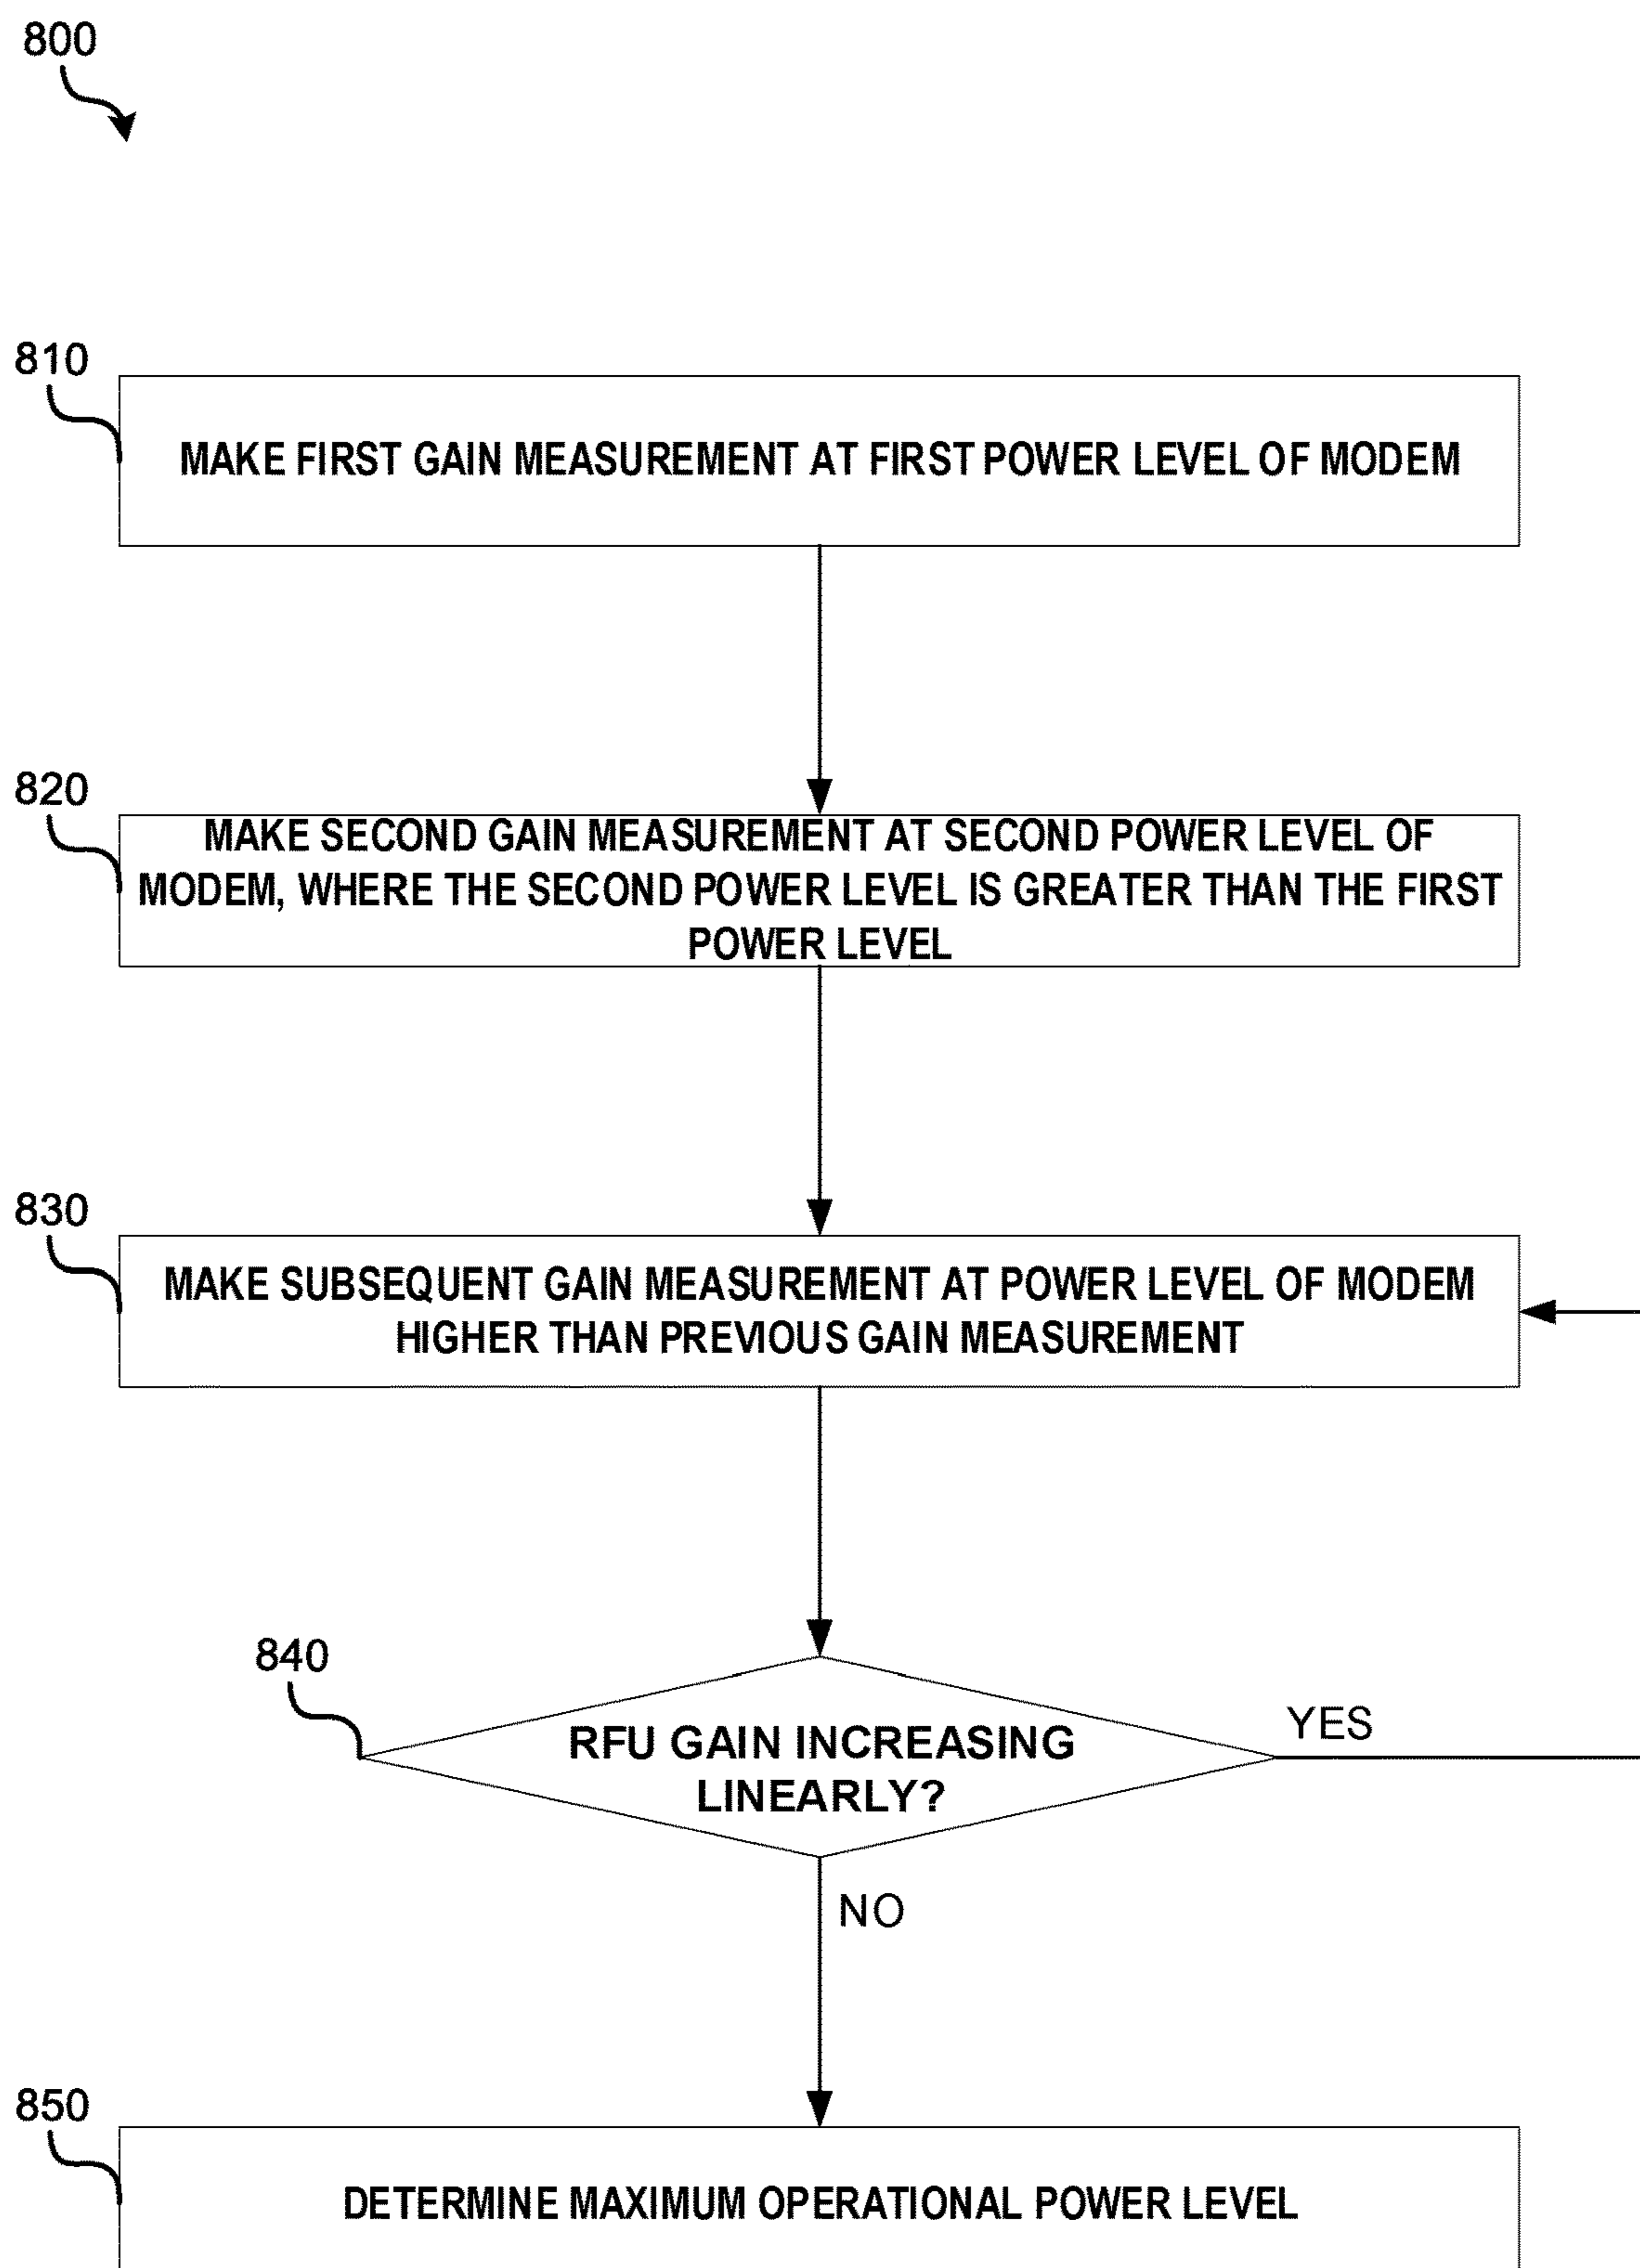 800
810
MAKE FIRST GAIN MEASUREMENT AT FIRST POWER LEVEL OF MODEM
820
MAKE SECOND GAIN MEASUREMENT AT SECOND POWER LEVEL OF
MODEM, WHERE THE SECOND POWER LEVEL IS GREATER THAN THE FIRST
POWER LEVEL
830
MAKE SUBSEQUENT GAIN MEASUREMENT AT POWER LEVEL OF MODEM
HIGHER THAN PREVIOUS GAIN MEASUREMENT
840
RFU GAIN INCREASING
LINEARLY?
YES
NO
850
DETERMINE MAXIMUM OPERATIONAL POWER LEVEL